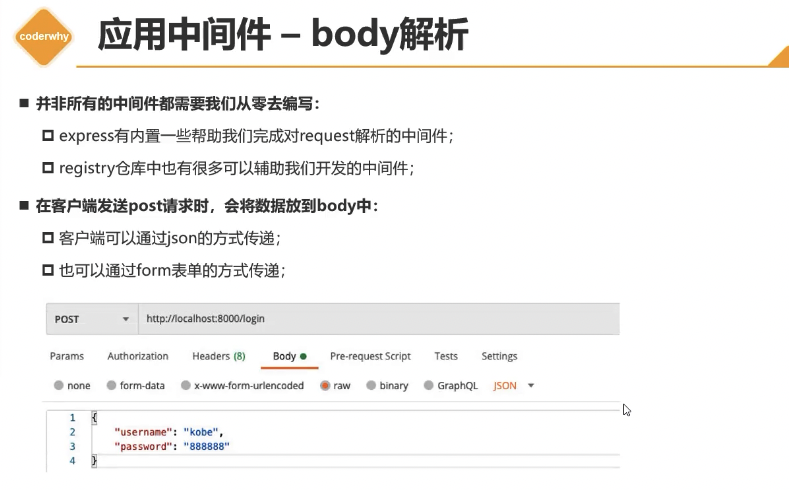 coderwhy
应用中间件 – body解析
并非所有的中间件都需要我们从零去编写：
express有内置一些帮助我们完成对request解析的中间件；
registry仓库中也有很多可以辅助我们开发的中间件；
在客户端发送post请求时，会将数据放到body中：
客户端可以通过json的方式传递；
也可以通过form表单的方式传递；
POST http://localhost:8000/login
Params Authorization Headers (8) Body Pre-request Script Tests Settings
none form-data x-www-form-urlencoded raw binary GraphQL JSON
1 {
2 "username": "kobe",
3 "password": "888888"
4 }